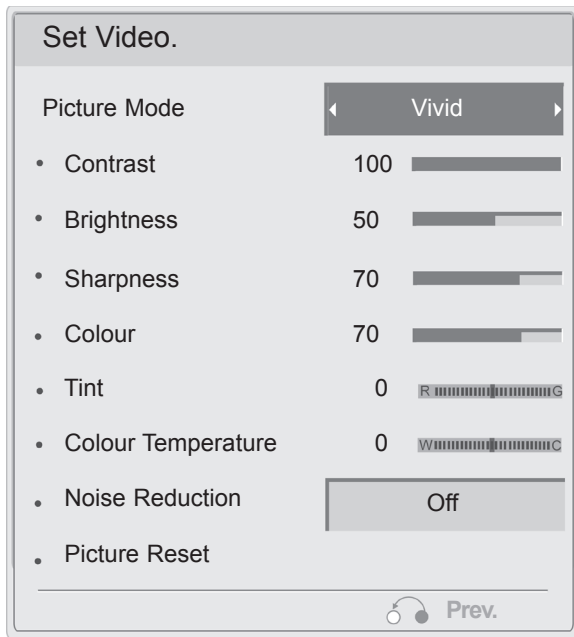 Set Video.
Picture Mode Vivid
• Contrast 100
• Brightness 50
• Sharpness 70
• Colour 70
• Tint 0 R G
• Colour Temperature 0 W C
• Noise Reduction Off
• Picture Reset
Prev.